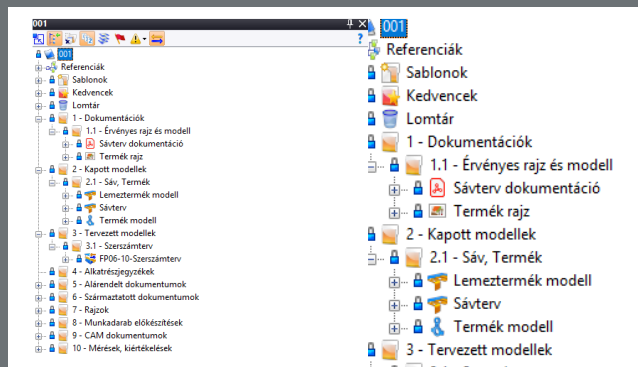 001
?
001
Referenciák
Sablonok
Kedvencek
Lomtár
1 - Dokumentációk
1.1 - Érvényes rajz és modell
Sávterv dokumentáció
Termék rajz
2 - Kapott modellek
2.1 - Sáv, Termék
Lemeztermék modell
Sávterv
Termék modell
3 - Tervezett modellek
3.1 - Szerszámterv
FP06-10-Szerszámterv
4 - Alkatrészjegyzékek
5 - Alárendelt dokumentumok
6 - Származtatott dokumentumok
7 - Rajzok
8 - Munkadarab előkészítések
9 - CAM dokumentumok
10 - Mérések, kiértékelések
001
Referenciák
Sablonok
Kedvencek
Lomtár
1 - Dokumentációk
1.1 - Érvényes rajz és modell
Sávterv dokumentáció
Termék rajz
2 - Kapott modellek
2.1 - Sáv, Termék
Lemeztermék modell
Sávterv
Termék modell
3 - Tervezett modellek